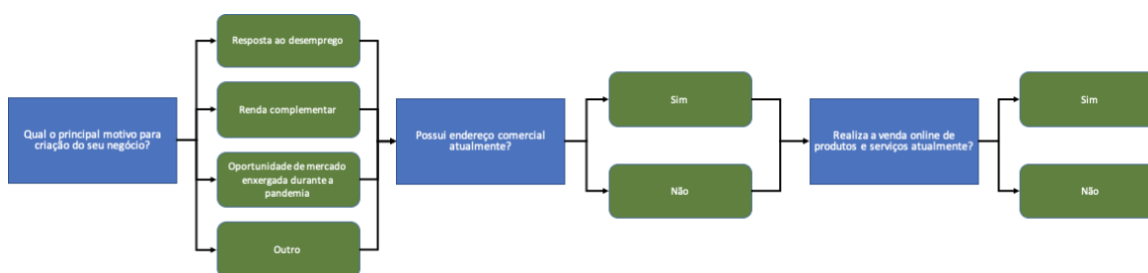 Qual o principal motivo para
criação do seu negócio?
Resposta ao desemprego
Renda complementar
Oportunidade de mercado
enxergada durante a
pandemia
Outro
Possui endereço comercial
atualmente?
Sim
Não
Realiza a venda online de
produtos e serviços atualmente?
Sim
Não